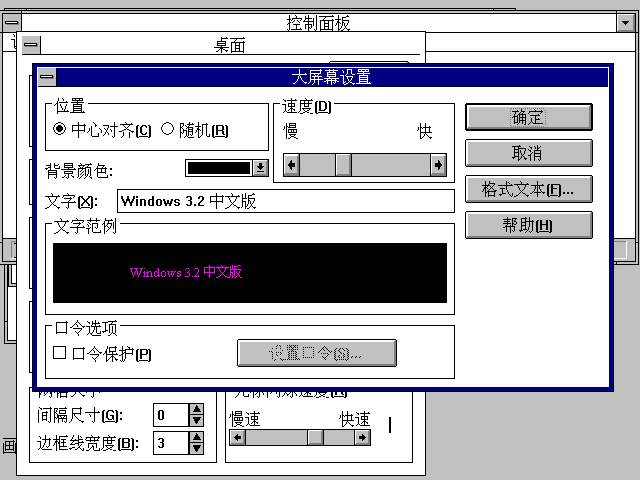 控制面板
桌面
大屏幕设置
位置
中心对齐(C) 随机(R)
速度(D)
慢 快
确定
取消
格式文本(F)...
帮助(H)
背景颜色:
文字(X): Windows 3.2 中文版
文字范例
Windows 3.2 中文版
口令选项
口令保护(P)
设置口令(S)...
间隔尺寸(G): 0
边框线宽度(B): 3
慢速 快速